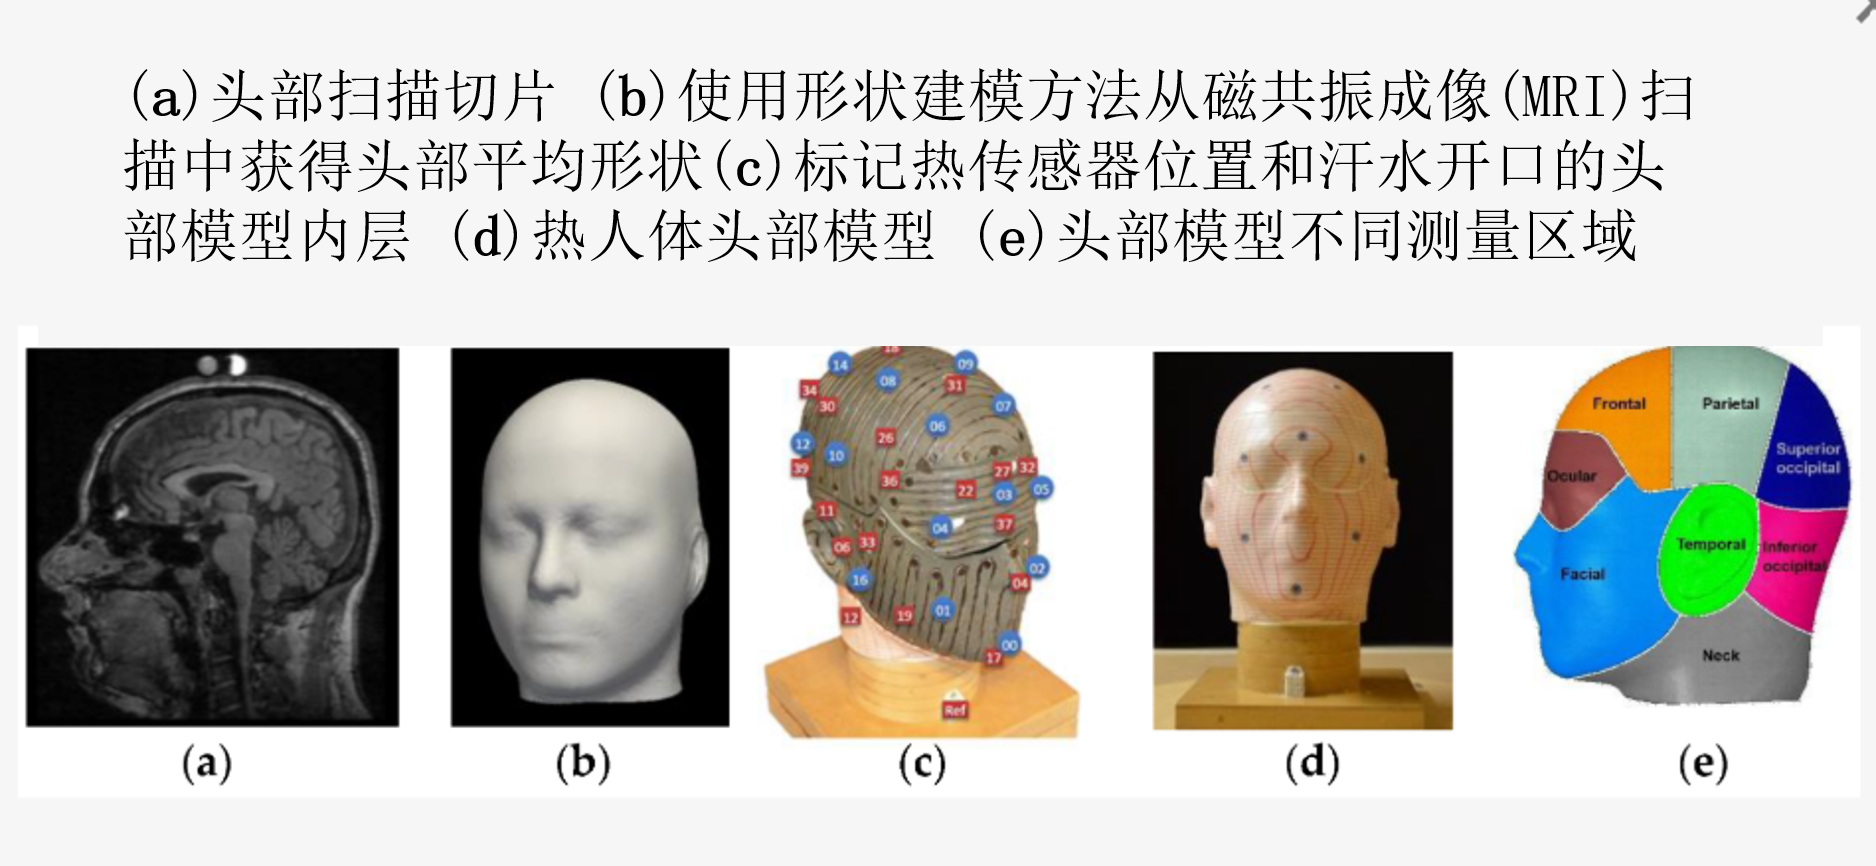 (a)头部扫描切片 (b)使用形状建模方法从磁共振成像(MRI)扫
描中获得头部平均形状(c)标记热传感器位置和汗水开口的头
部模型内层 (d)热人体头部模型 (e)头部模型不同测量区域
18
14
09
08
31
34
30
07
06
26
12
10
39
27
32
36
22
03
05
11
04
37
06
33
02
16
04
12
19
01
00
17
Ref
Frontal
Parietal
Superior
occipital
Ocular
Temporal
Inferior
occipital
Facial
Neck
(a)
(b)
(c)
(d)
(e)